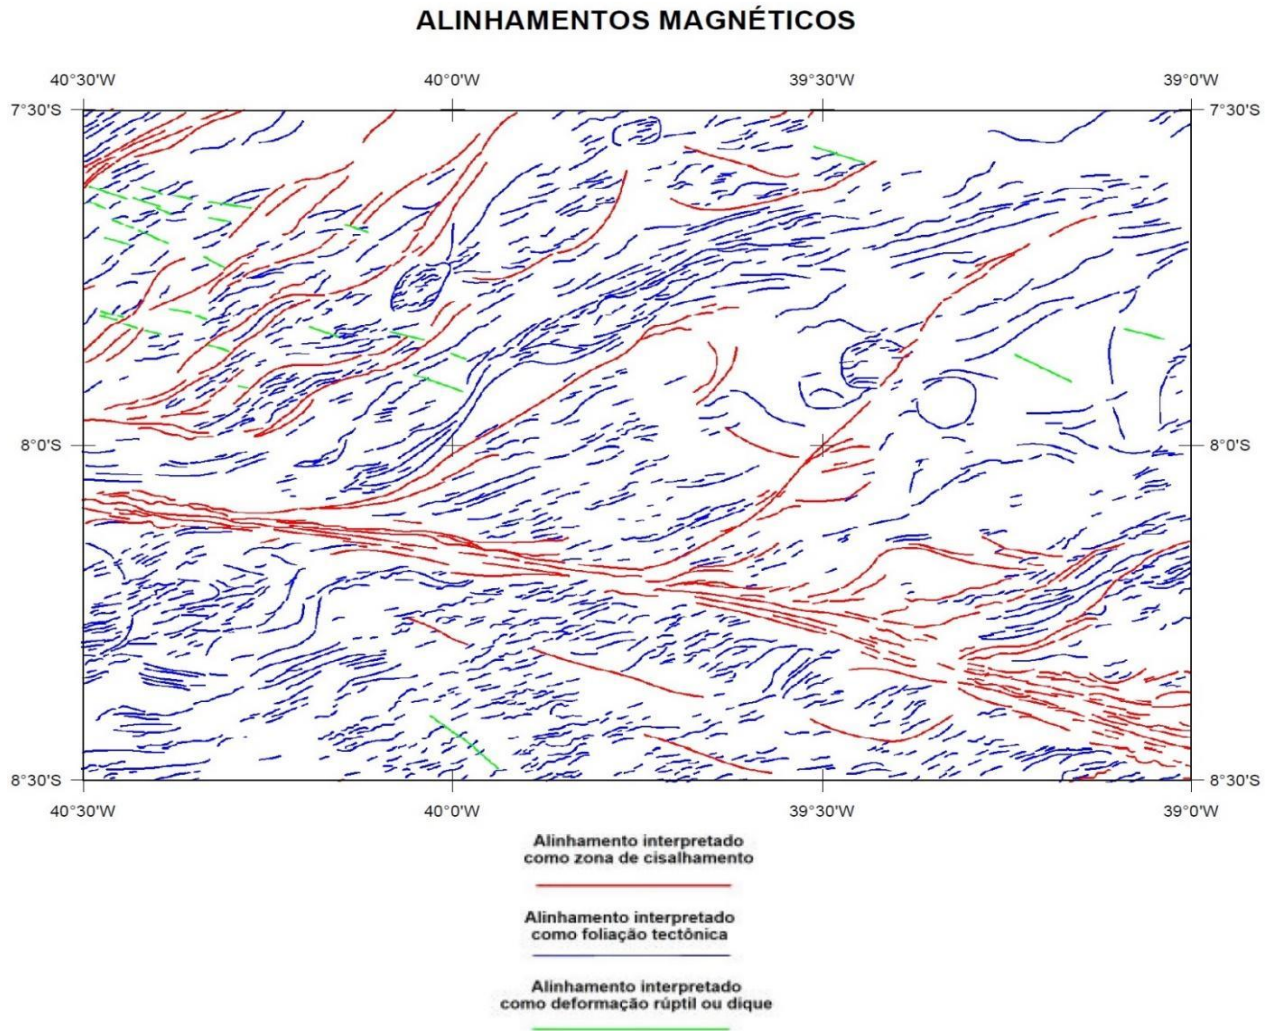 ALINHAMENTOS MAGNÉTICOS
40°30'W 40°0'W 39°30'W 39°0'W
7°30'S 7°30'S
8°0'S 8°0'S
8°30'S 8°30'S
40°30'W 40°0'W 39°30'W 39°0'W
Alinhamento interpretado
como zona de cisalhamento
Alinhamento interpretado
como foliação tectônica
Alinhamento interpretado
como deformação rúptil ou dique